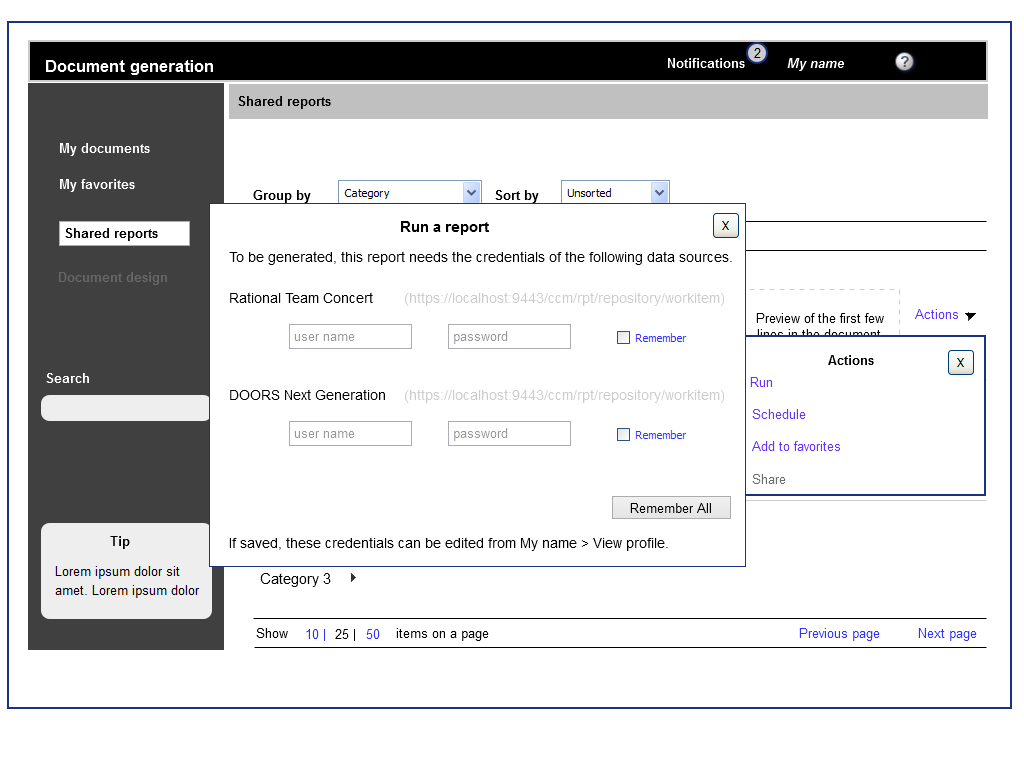 Document generation
Notifications 2
My name
?
Shared reports
My documents
My favorites
Shared reports
Document design
Search
Tip
Lorem ipsum dolor sit
amet. Lorem ipsum dolor
Group by Category Sort by Unsorted
Run a report X
To be generated, this report needs the credentials of the following data sources.
Rational Team Concert (https://localhost:9443/ccm/rpt/repository/workitem)
user name password Remember
DOORS Next Generation (https://localhost:9443/ccm/rpt/repository/workitem)
user name password Remember
Remember All
If saved, these credentials can be edited from My name > View profile.
Preview of the first few
lines in the document
Actions
Actions X
Run
Schedule
Add to favorites
Share
Category 3
Show 10 | 25 | 50 items on a page
Previous page Next page